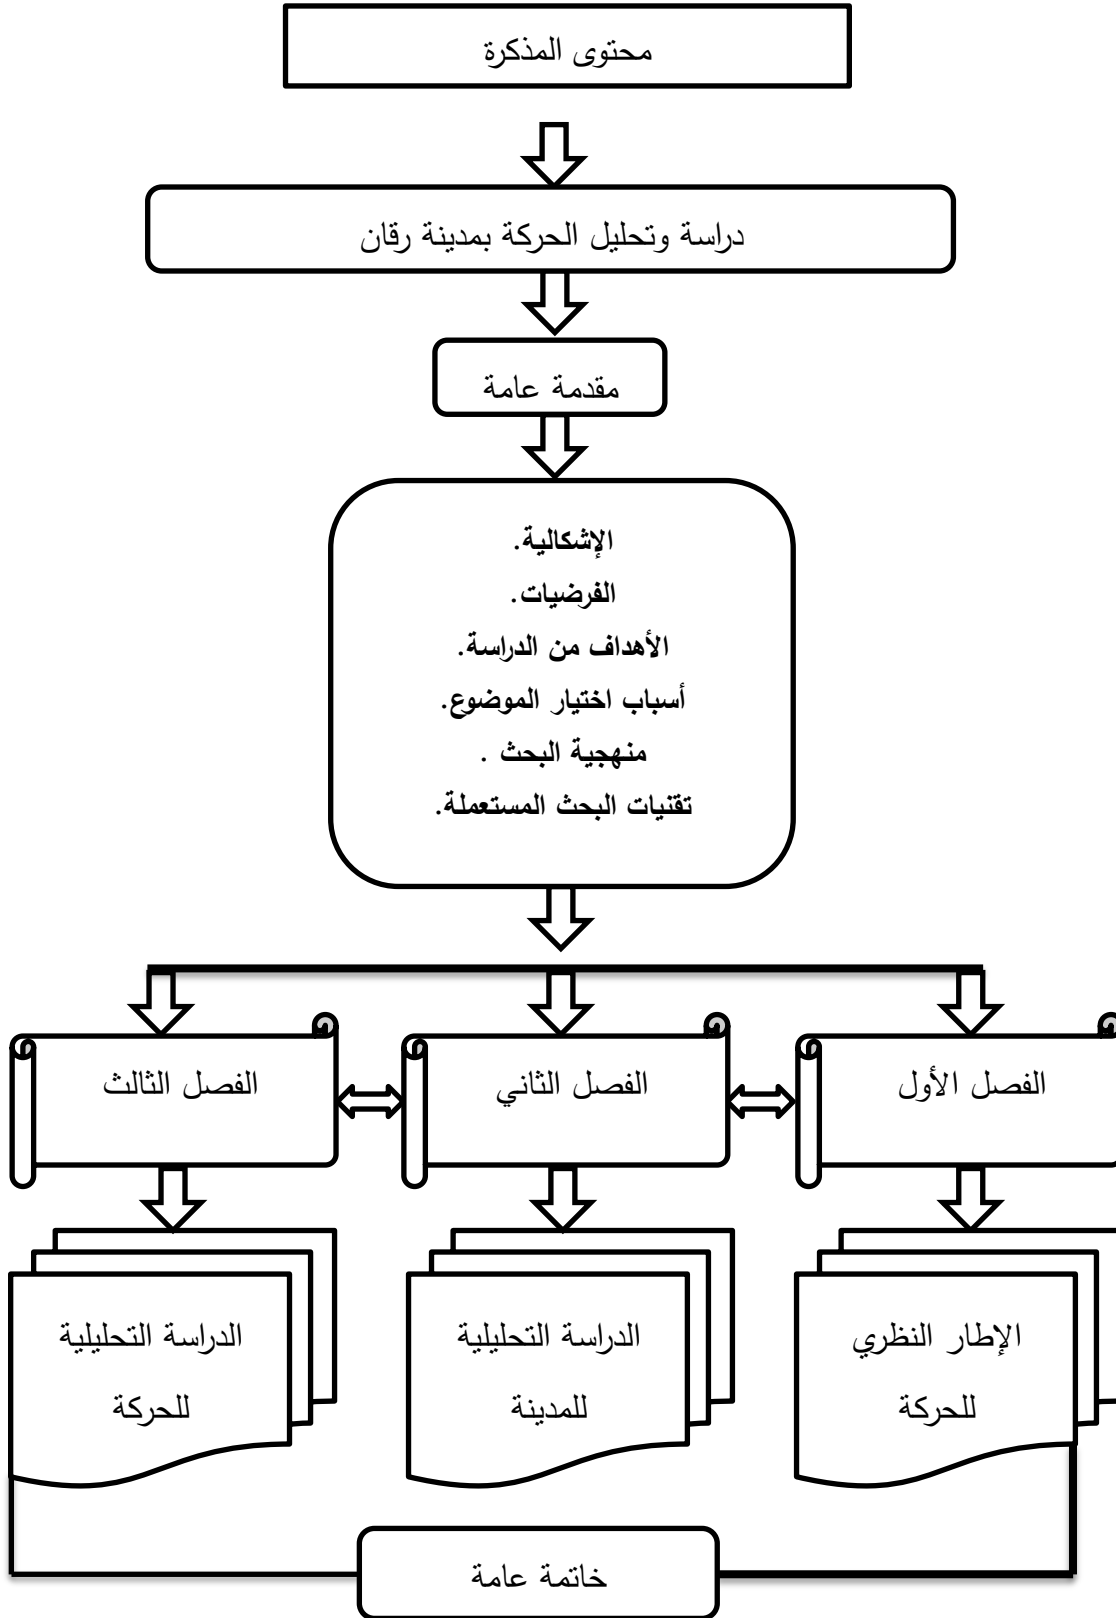 محتوى المذكرة
دراسة وتحليل الحركة بمدينة رقان
مقدمة عامة
الإشكالية.
الفرضيات.
الأهداف من الدراسة.
أسباب اختيار الموضوع.
منهجية البحث .
تقنيات البحث المستعملة.
الفصل الأول
الفصل الثاني
الفصل الثالث
الإطار النظري
للحركة
الدراسة التحليلية
للمدينة
الدراسة التحليلية
للحركة
خاتمة عامة